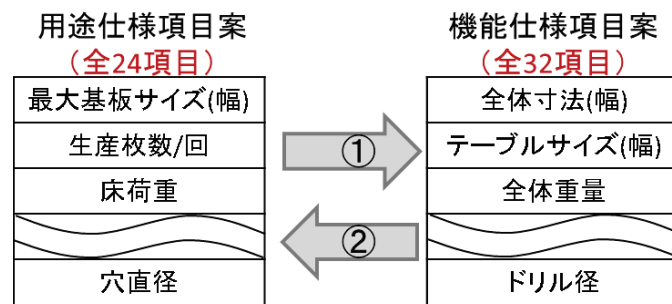 用途仕様項目案
(全24項目)
最大基板サイズ(幅)
生産枚数/回
床荷重
穴直径
①
②
機能仕様項目案
(全32項目)
全体寸法(幅)
テーブルサイズ(幅)
全体重量
ドリル径